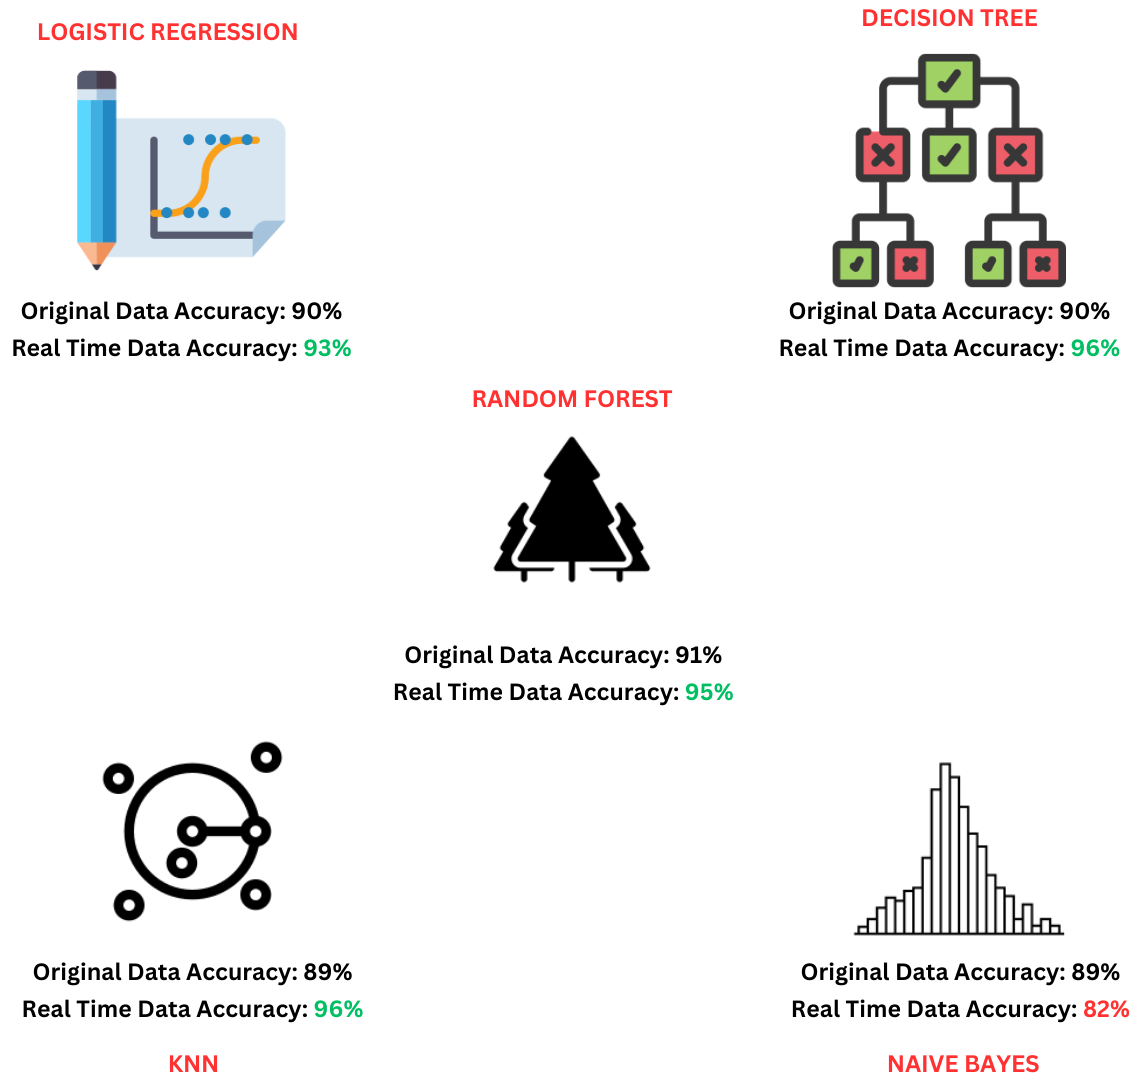 LOGISTIC REGRESSION
Original Data Accuracy: 90%
Real Time Data Accuracy: 93%
DECISION TREE
Original Data Accuracy: 90%
Real Time Data Accuracy: 96%
RANDOM FOREST
Original Data Accuracy: 91%
Real Time Data Accuracy: 95%
Original Data Accuracy: 89%
Real Time Data Accuracy: 96%
KNN
Original Data Accuracy: 89%
Real Time Data Accuracy: 82%
NAIVE BAYES